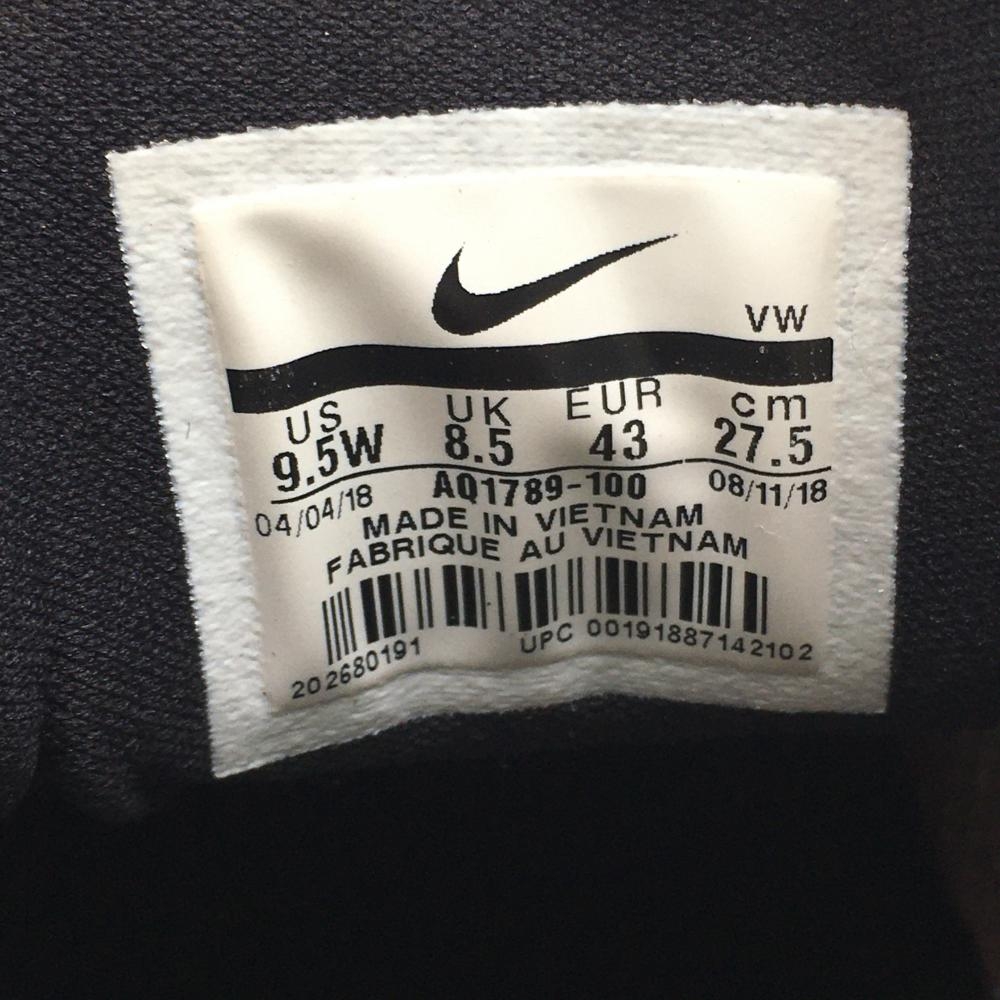 VW
US UK EUR cm
9.5W 8.5 43 27.5
04/04/18 AQ1789-100 08/11/18
MADE IN VIETNAM
FABRIQUE AU VIETNAM
202680191 UPC 00191887142102